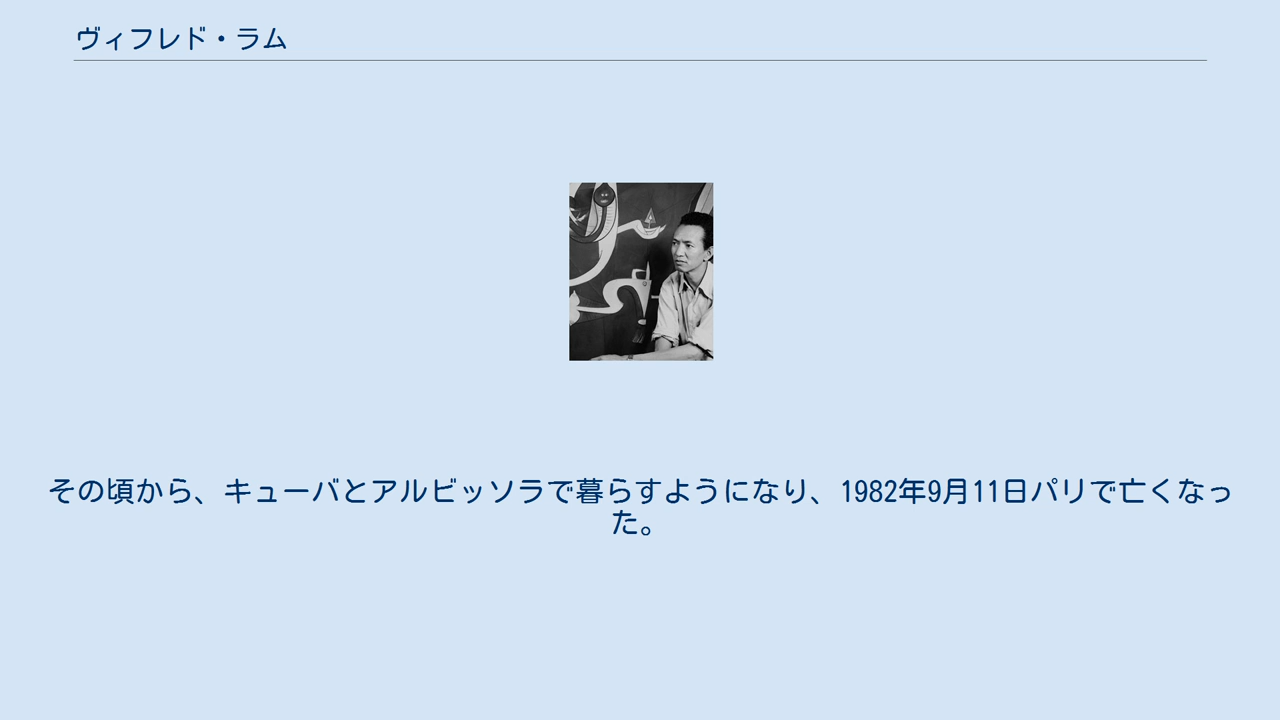 ヴィフレド・ラム
その頃から、キューバとアルビッソラで暮らすようになり、1982年9月11日パリで亡くなっ
た。